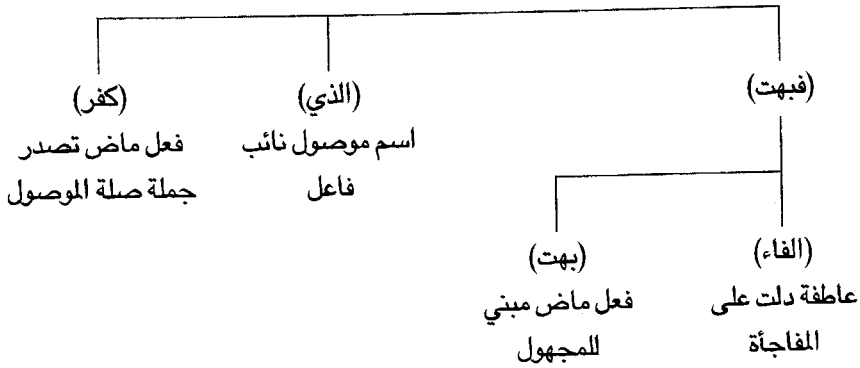 (فبهت)
(الذي)
(كفر)
اسم موصول نائب
فاعل
فعل ماض تصدر
جملة صلة الموصول
(الفاء)
عاطفة دلت على
المفاجأة
(بهت)
فعل ماض مبني
للمجهول